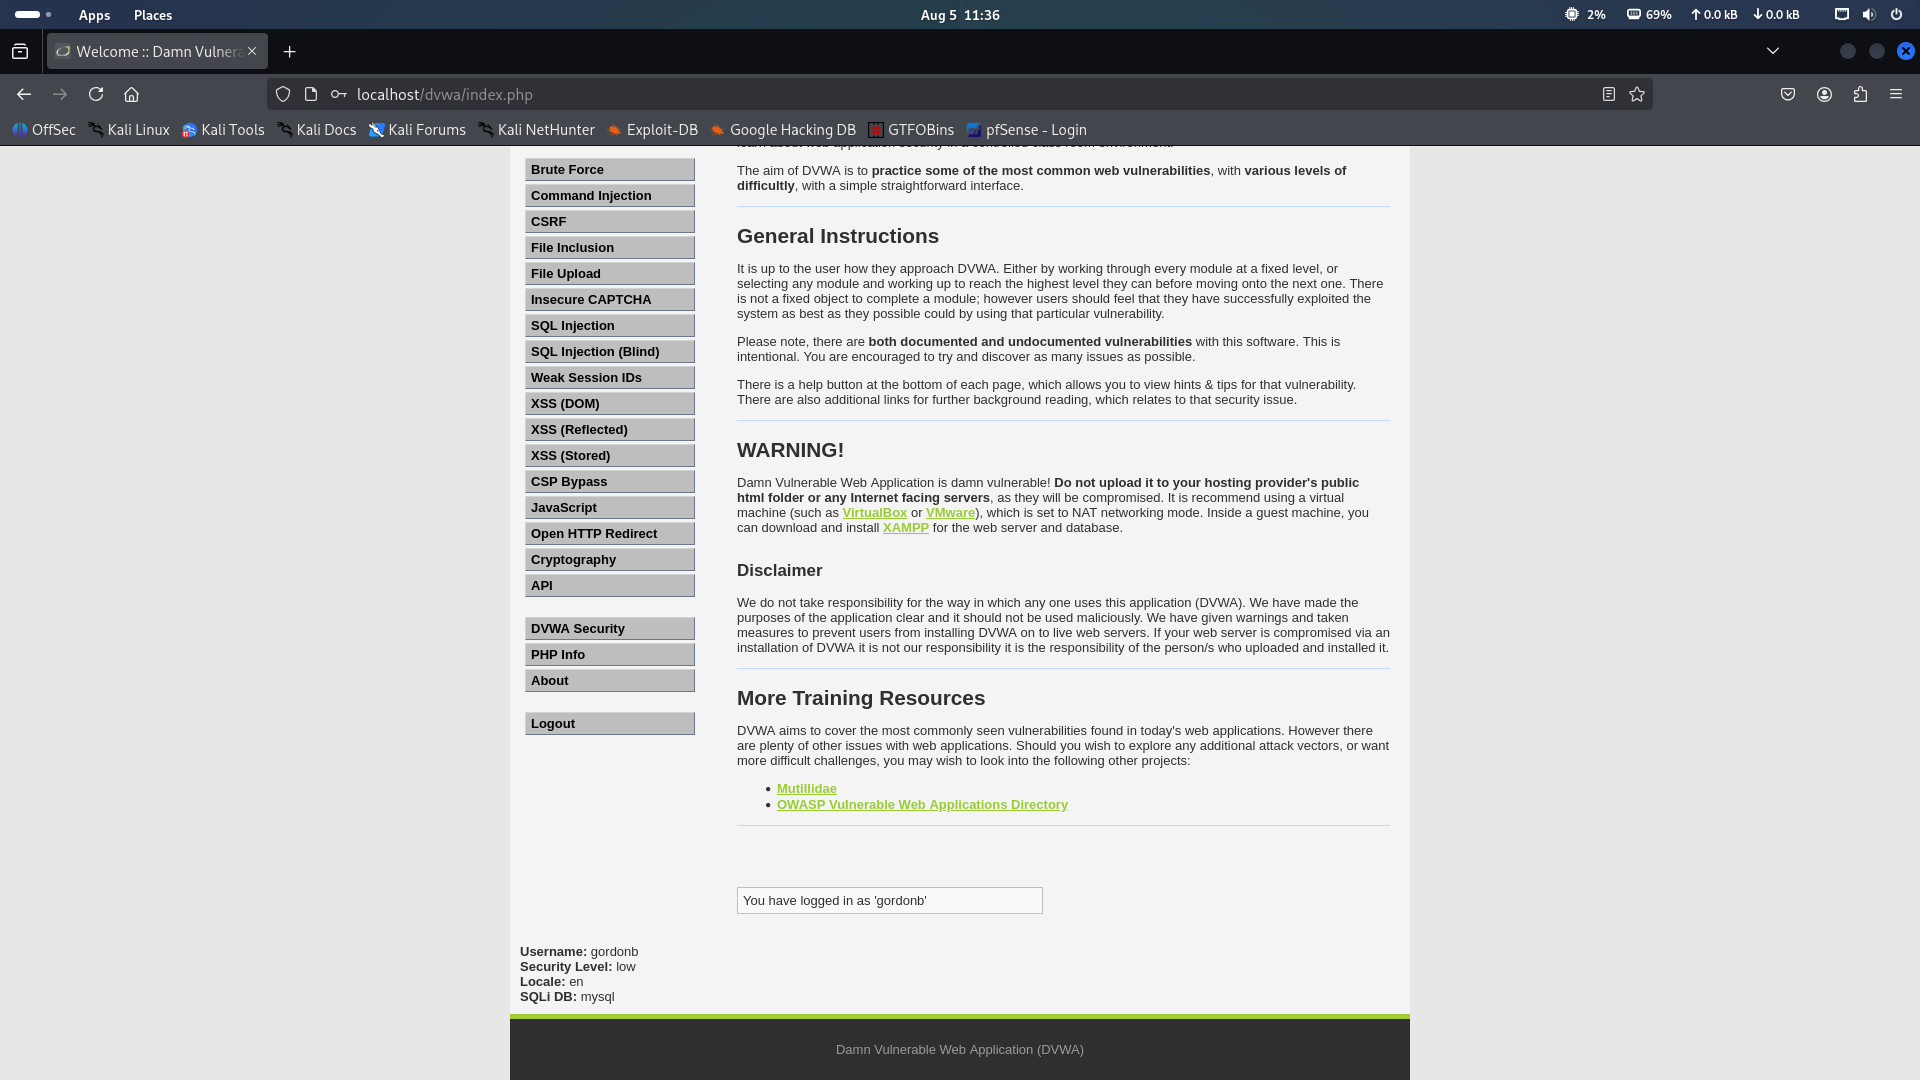 Apps Places Aug 5 11:36 2% 69% 0.0 kB 0.0 kB
Welcome :: Damn Vulnera
localhost/dvwa/index.php
OffSec Kali Linux Kali Tools Kali Docs Kali Forums Kali NetHunter Exploit-DB Google Hacking DB GTFOBins pfSense - Login
Brute Force
Command Injection
CSRF
File Inclusion
File Upload
Insecure CAPTCHA
SQL Injection
SQL Injection (Blind)
Weak Session IDs
XSS (DOM)
XSS (Reflected)
XSS (Stored)
CSP Bypass
JavaScript
Open HTTP Redirect
Cryptography
API
DVWA Security
PHP Info
About
Logout
learn about web application security in a controlled class room environment.
The aim of DVWA is to practice some of the most common web vulnerabilities, with various levels of
difficultly, with a simple straightforward interface.
General Instructions
It is up to the user how they approach DVWA. Either by working through every module at a fixed level, or
selecting any module and working up to reach the highest level they can before moving onto the next one. There
is not a fixed object to complete a module; however users should feel that they have successfully exploited the
system as best as they possible could by using that particular vulnerability.
Please note, there are both documented and undocumented vulnerabilities with this software. This is
intentional. You are encouraged to try and discover as many issues as possible.
There is a help button at the bottom of each page, which allows you to view hints & tips for that vulnerability.
There are also additional links for further background reading, which relates to that security issue.
WARNING!
Damn Vulnerable Web Application is damn vulnerable! Do not upload it to your hosting provider's public
html folder or any Internet facing servers, as they will be compromised. It is recommend using a virtual
machine (such as VirtualBox or VMware), which is set to NAT networking mode. Inside a guest machine, you
can download and install XAMPP for the web server and database.
Disclaimer
We do not take responsibility for the way in which any one uses this application (DVWA). We have made the
purposes of the application clear and it should not be used maliciously. We have given warnings and taken
measures to prevent users from installing DVWA on to live web servers. If your web server is compromised via an
installation of DVWA it is not our responsibility it is the responsibility of the person/s who uploaded and installed it.
More Training Resources
DVWA aims to cover the most commonly seen vulnerabilities found in today's web applications. However there
are plenty of other issues with web applications. Should you wish to explore any additional attack vectors, or want
more difficult challenges, you may wish to look into the following other projects:
• Mutillidae
• OWASP Vulnerable Web Applications Directory
You have logged in as 'gordonb'
Username: gordonb
Security Level: low
Locale: en
SQLi DB: mysql
Damn Vulnerable Web Application (DVWA)